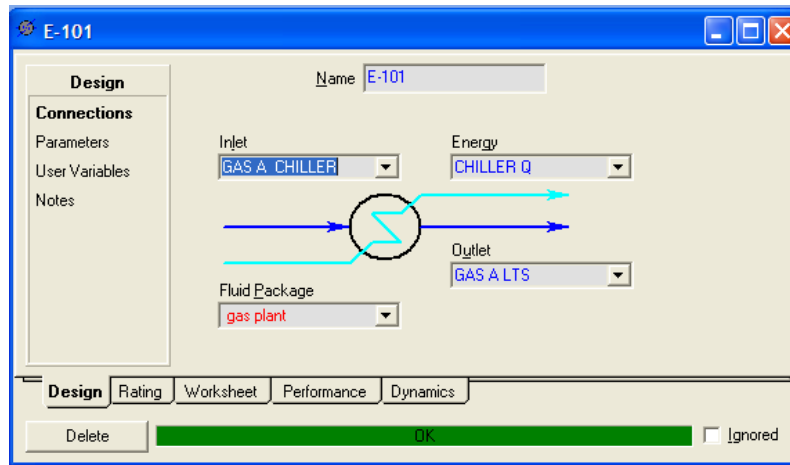 E-101
Design
Connections
Parameters
User Variables
Notes
Name E-101
Inlet
GAS A  CHILLER
Energy
CHILLER Q
Outlet
GAS A LTS
Fluid Package
gas plant
Design Rating Worksheet Performance Dynamics
Delete OK Ignored